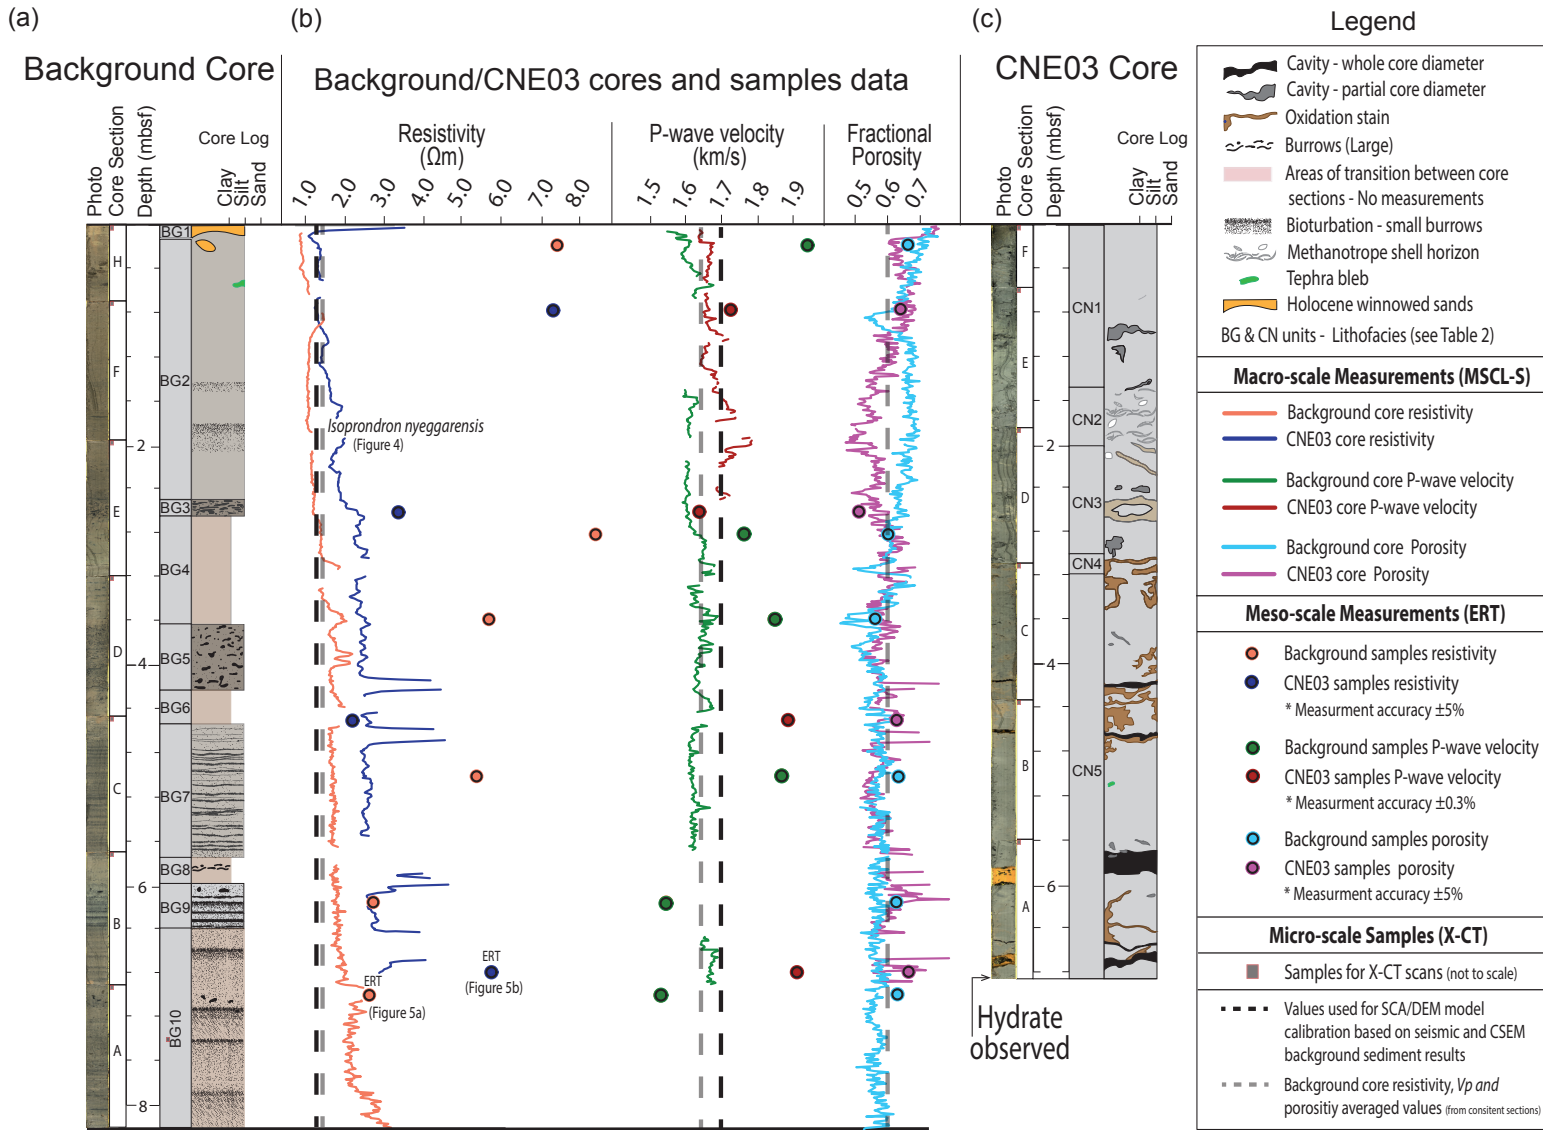 (a)
Background Core
Photo
Core Section
Depth (mbsf)
Core Log
Clay
Silt
Sand
H
F
E
D
C
B
A
2
4
6
8
BG1
BG2
BG3
BG4
BG5
BG6
BG7
BG8
BG9
BG10
(b)
Background/CNE03 cores and samples data
Resistivity
(Ωm)
1.0
2.0
3.0
4.0
5.0
6.0
7.0
8.0
P-wave velocity
(km/s)
1.5
1.6
1.7
1.8
1.9
Fractional
Porosity
0.5
0.6
0.7
Isoprondron nyeggarensis
(Figure 4)
ERT
(Figure 5b)
ERT
(Figure 5a)
(c)
CNE03 Core
Photo
Core Section
Depth (mbsf)
Clay
Silt
Sand
F
E
D
C
B
A
2
4
6
CN1
CN2
CN3
CN4
CN5
Hydrate
observed
Legend
Cavity - whole core diameter
Cavity - partial core diameter
Oxidation stain
Burrows (Large)
Areas of transition between core
sections - No measurements
Bioturbation - small burrows
Methanotrope shell horizon
Tephra bleb
Holocene winnowed sands
BG & CN units - Lithofacies (see Table 2)
Macro-scale Measurements (MSCL-S)
Background core resistivity
CNE03 core resistivity
Background core P-wave velocity
CNE03 core P-wave velocity
Background core Porosity
CNE03 core Porosity
Meso-scale Measurements (ERT)
Background samples resistivity
CNE03 samples resistivity
* Measurment accuracy ±5%
Background samples P-wave velocity
CNE03 samples P-wave velocity
* Measurment accuracy ±0.3%
Background samples porosity
CNE03 samples porosity
* Measurment accuracy ±5%
Micro-scale Samples (X-CT)
Samples for X-CT scans (not to scale)
Values used for SCA/DEM model
calibration based on seismic and CSEM
background sediment results
Background core resistivity, Vp and
porositiy averaged values (from consitent sections)